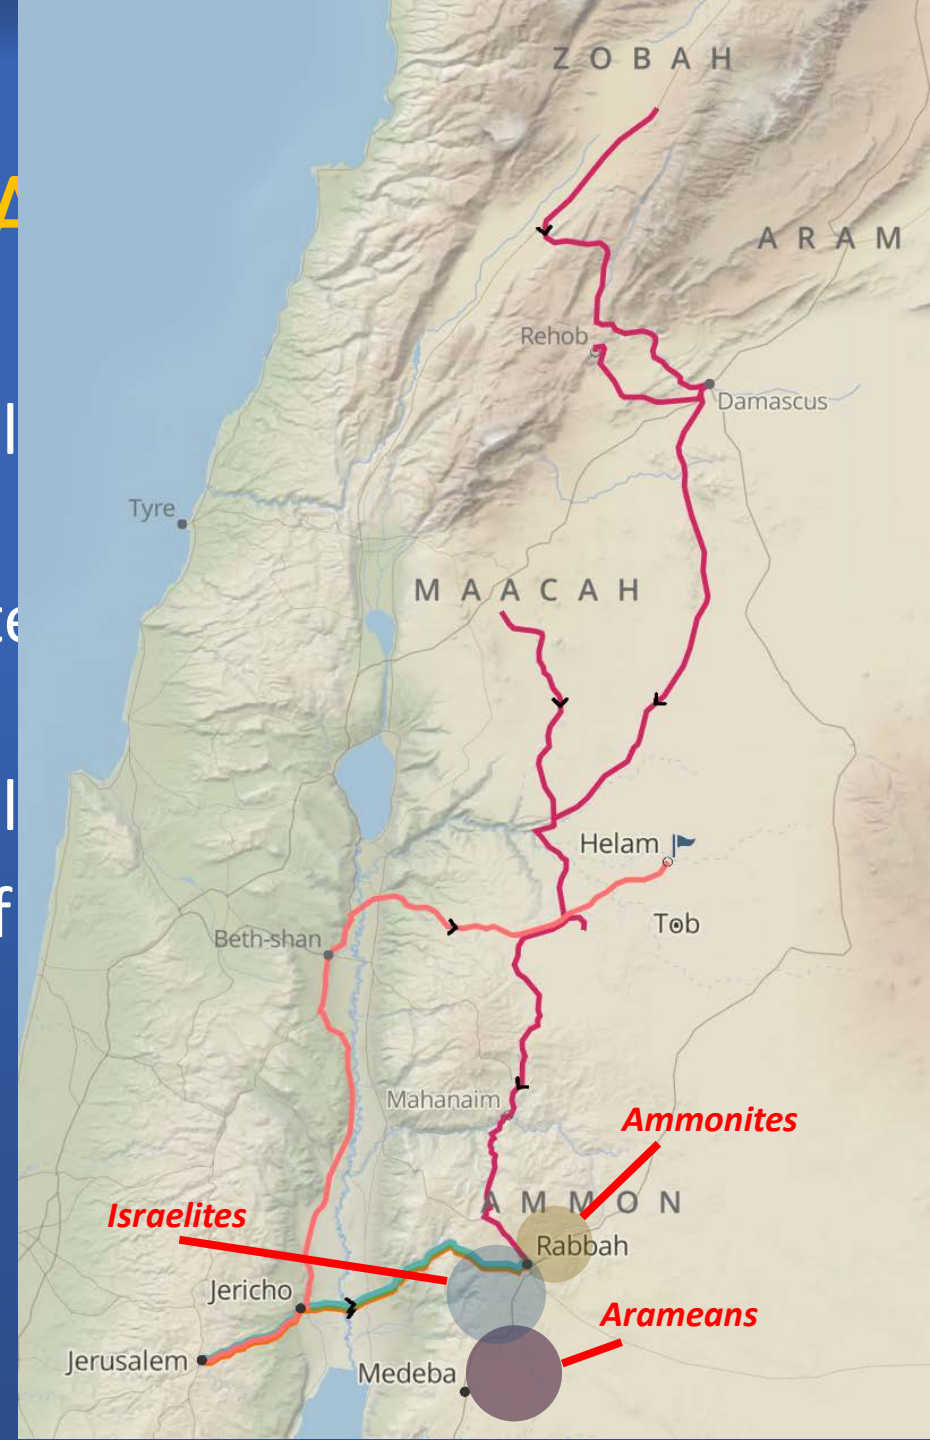 ZOBAH
ARAM
Rehob
Damascus
Tyre
MAACAH
Helam
Tob
Beth-shan
Mahanaim
Ammonites
AMMON
Israelites
Rabbah
Jericho
Arameans
Jerusalem
Medeba